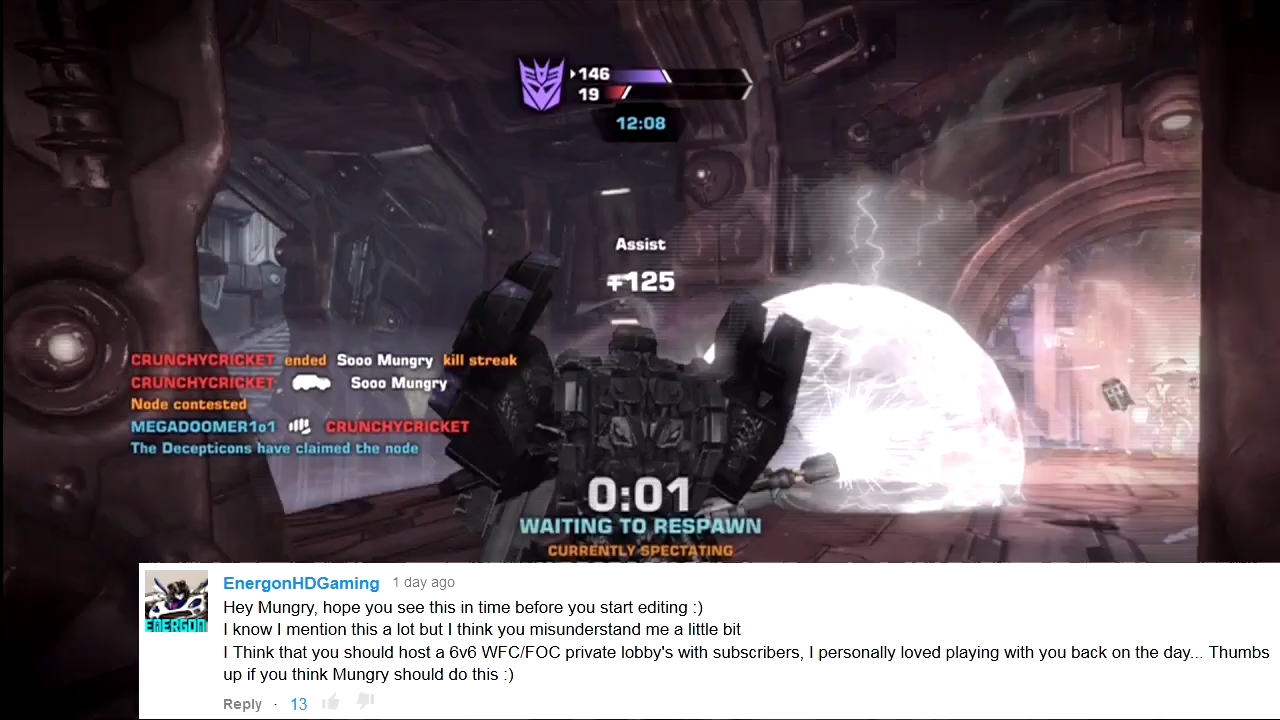 146
19
12:08
Assist
+125
CRUNCHYCRICKET ended Sooo Mungry kill streak
CRUNCHYCRICKET Sooo Mungry
Node contested
MEGADOOMER1o1 CRUNCHYCRICKET
The Decepticons have claimed the node
0:01
WAITING TO RESPAWN
CURRENTLY SPECTATING
ENERGON
EnergonHDGaming 1 day ago
Hey Mungry, hope you see this in time before you start editing :)
I know I mention this a lot but I think you misunderstand me a little bit
I Think that you should host a 6v6 WFC/FOC private lobby's with subscribers, I personally loved playing with you back on the day... Thumbs
up if you think Mungry should do this :)
Reply · 13